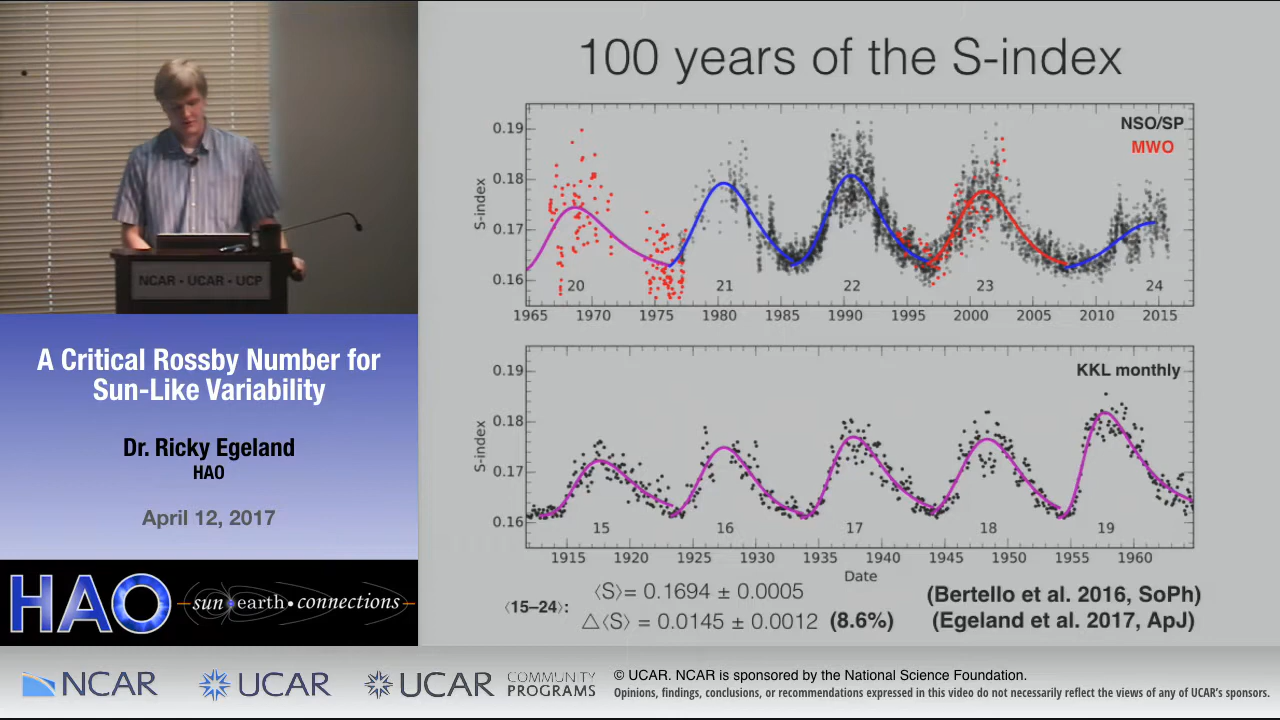 100 years of the S-index
NSO/SP
MWO
S-index
0.19
0.18
0.17
0.16
20
21
22
23
24
1965 1970 1975 1980 1985 1990 1995 2000 2005 2010 2015
KKL monthly
S-index
0.19
0.18
0.17
0.16
15
16
17
18
19
1915 1920 1925 1930 1935 1940 1945 1950 1955 1960
Date
⟨15–24⟩:
⟨S⟩= 0.1694 ± 0.0005
△⟨S⟩ = 0.0145 ± 0.0012 (8.6%)
(Bertello et al. 2016, SoPh)
(Egeland et al. 2017, ApJ)
NCAR • UCAR • UCP
A Critical Rossby Number for
Sun-Like Variability
Dr. Ricky Egeland
HAO
April 12, 2017
HAO
sun•earth•connections
NCAR
UCAR
UCAR
COMMUNITY
PROGRAMS
© UCAR. NCAR is sponsored by the National Science Foundation.
Opinions, findings, conclusions, or recommendations expressed in this video do not necessarily reflect the views of any of UCAR's sponsors.